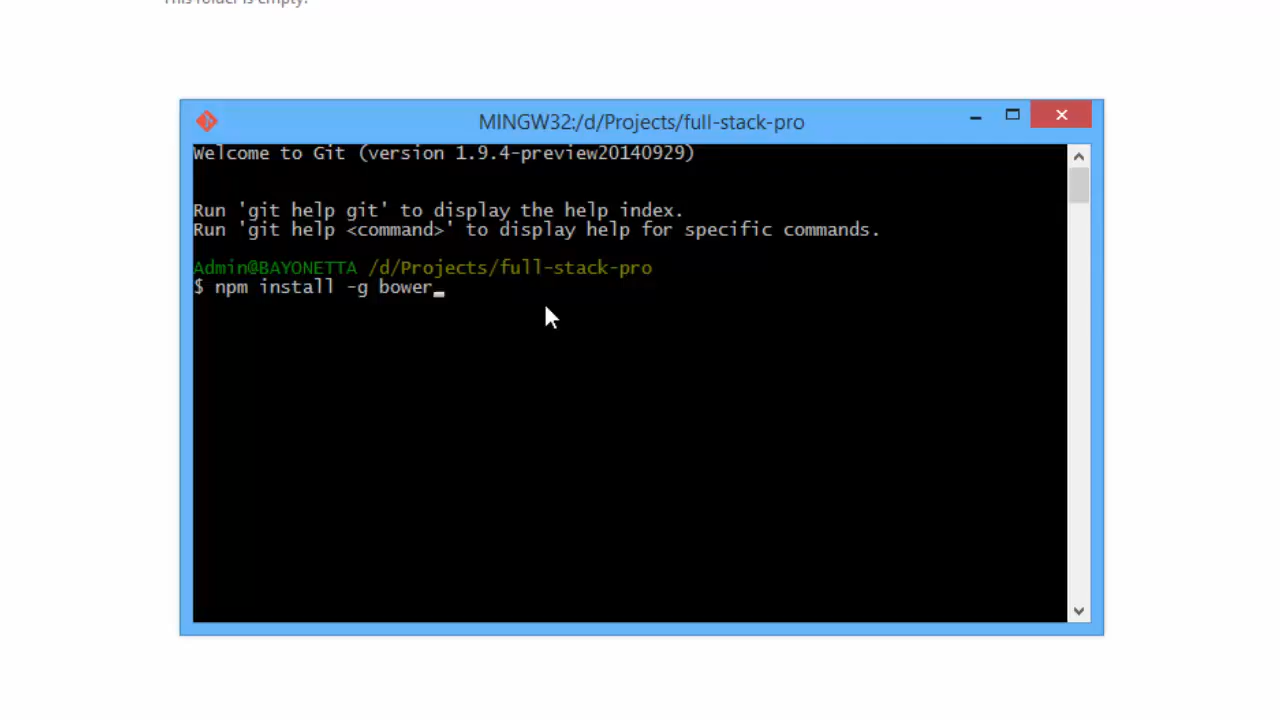 This folder is empty.
MINGW32:/d/Projects/full-stack-pro
Welcome to Git (version 1.9.4-preview20140929)
Run 'git help git' to display the help index.
Run 'git help <command>' to display help for specific commands.
Admin@BAYONETTA /d/Projects/full-stack-pro
$ npm install -g bower